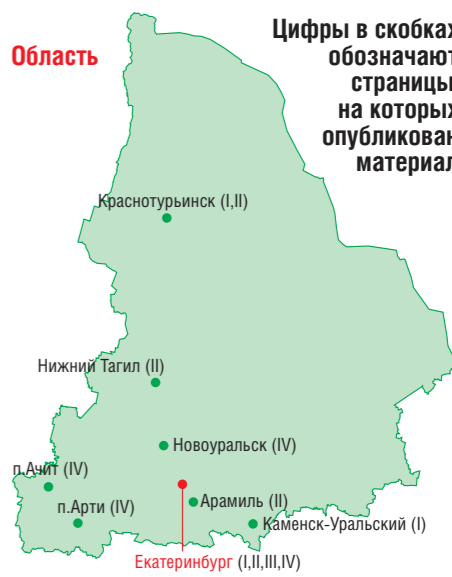 Область
Цифры в скобках
обозначают
страницы
на которых
опубликован
материал
Краснотурьинск (I,II)
Нижний Тагил (II)
Новоуральск (IV)
п.Ачит (IV)
п.Арти (IV)
Арамиль (II)
Каменск-Уральский (I)
Екатеринбург (I,II,III,IV)